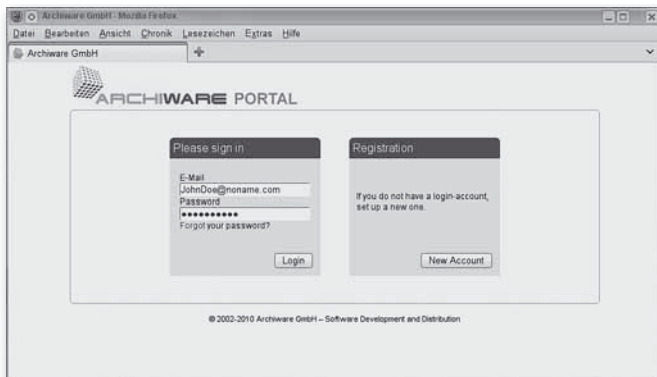 Archiware GmbH - Mozilla Firefox
Datei Bearbeiten Ansicht Chronik Lesezeichen Extras Hilfe
Archiware GmbH
ARCHIWARE PORTAL
Please sign in
E-Mail
JohnDoe@noname.com
Password
Forgot your password?
Login
Registration
If you do not have a login-account,
set up a new one.
New Account
© 2002-2010 Archiware GmbH – Software Development and Distribution